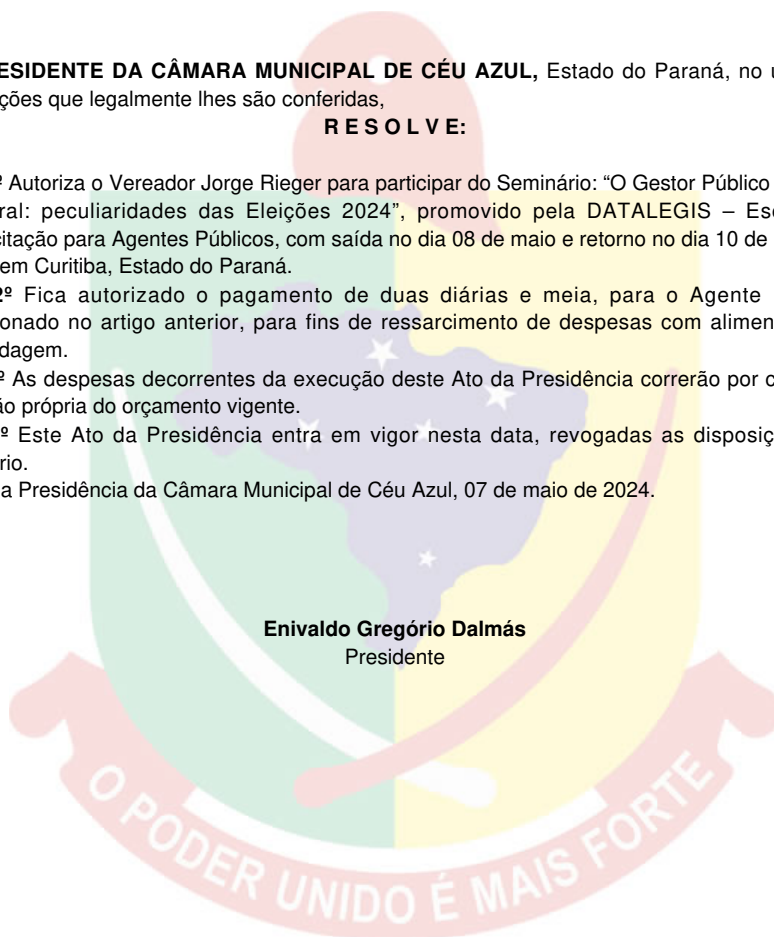 ESIDENTE DA CÂMARA MUNICIPAL DE CÉU AZUL, Estado do Paraná, no u
ções que legalmente lhes são conferidas,
R E S O L V E:
º Autoriza o Vereador Jorge Rieger para participar do Seminário: “O Gestor Público
ral: peculiaridades das Eleições 2024”, promovido pela DATALEGIS – Es
citação para Agentes Públicos, com saída no dia 08 de maio e retorno no dia 10 de
em Curitiba, Estado do Paraná.
2º Fica autorizado o pagamento de duas diárias e meia, para o Agente
onado no artigo anterior, para fins de ressarcimento de despesas com alimen
dagem.
º As despesas decorrentes da execução deste Ato da Presidência correrão por c
ão própria do orçamento vigente.
º Este Ato da Presidência entra em vigor nesta data, revogadas as disposiç
rio.
a Presidência da Câmara Municipal de Céu Azul, 07 de maio de 2024.
Enivaldo Gregório Dalmás
Presidente
O PODER UNIDO É MAIS FORTE